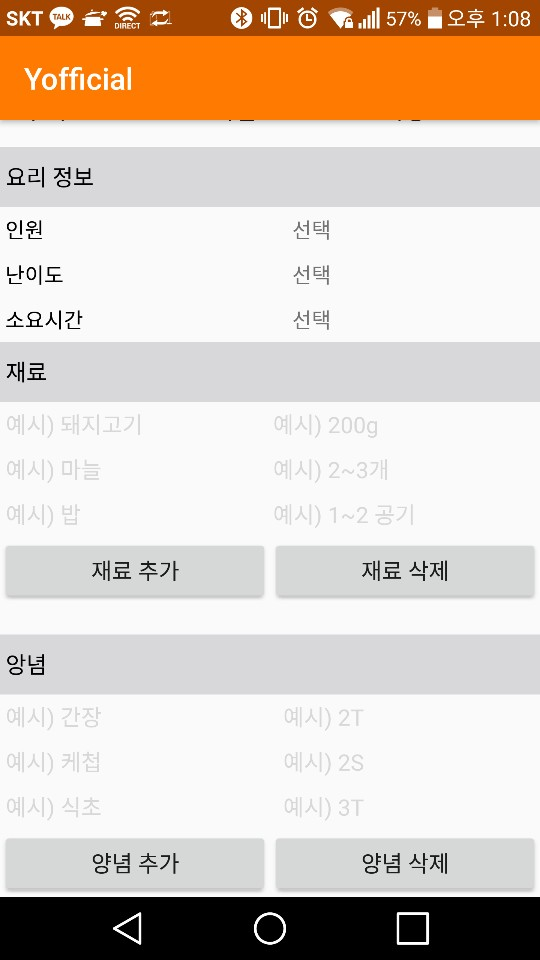 SKT TALK DIRECT 57% 오후 1:08
Yofficial
요리 정보
인원 선택
난이도 선택
소요시간 선택
재료
예시) 돼지고기 예시) 200g
예시) 마늘 예시) 2~3개
예시) 밥 예시) 1~2 공기
재료 추가 재료 삭제
양념
예시) 간장 예시) 2T
예시) 케첩 예시) 2S
예시) 식초 예시) 3T
양념 추가 양념 삭제